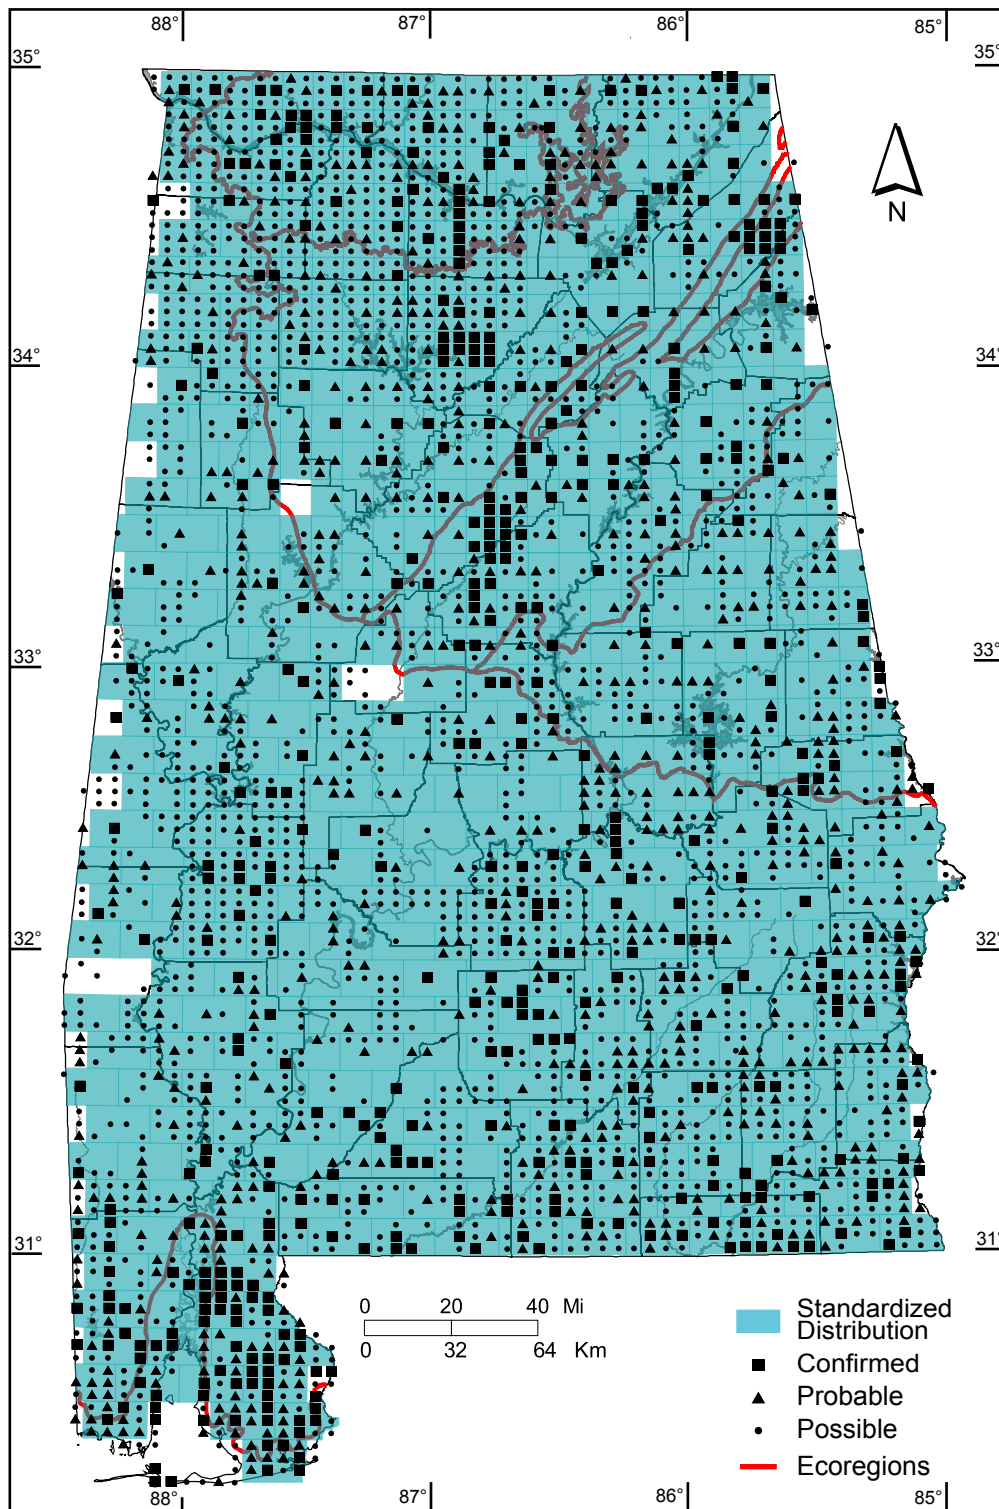 88° 87° 86° 85°
35° 35°
N
34° 34°
33° 33°
32° 32°
31° 31°
0 20 40 Mi
0 32 64 Km
Standardized
Distribution
Confirmed
Probable
Possible
Ecoregions
88° 87° 86° 85°